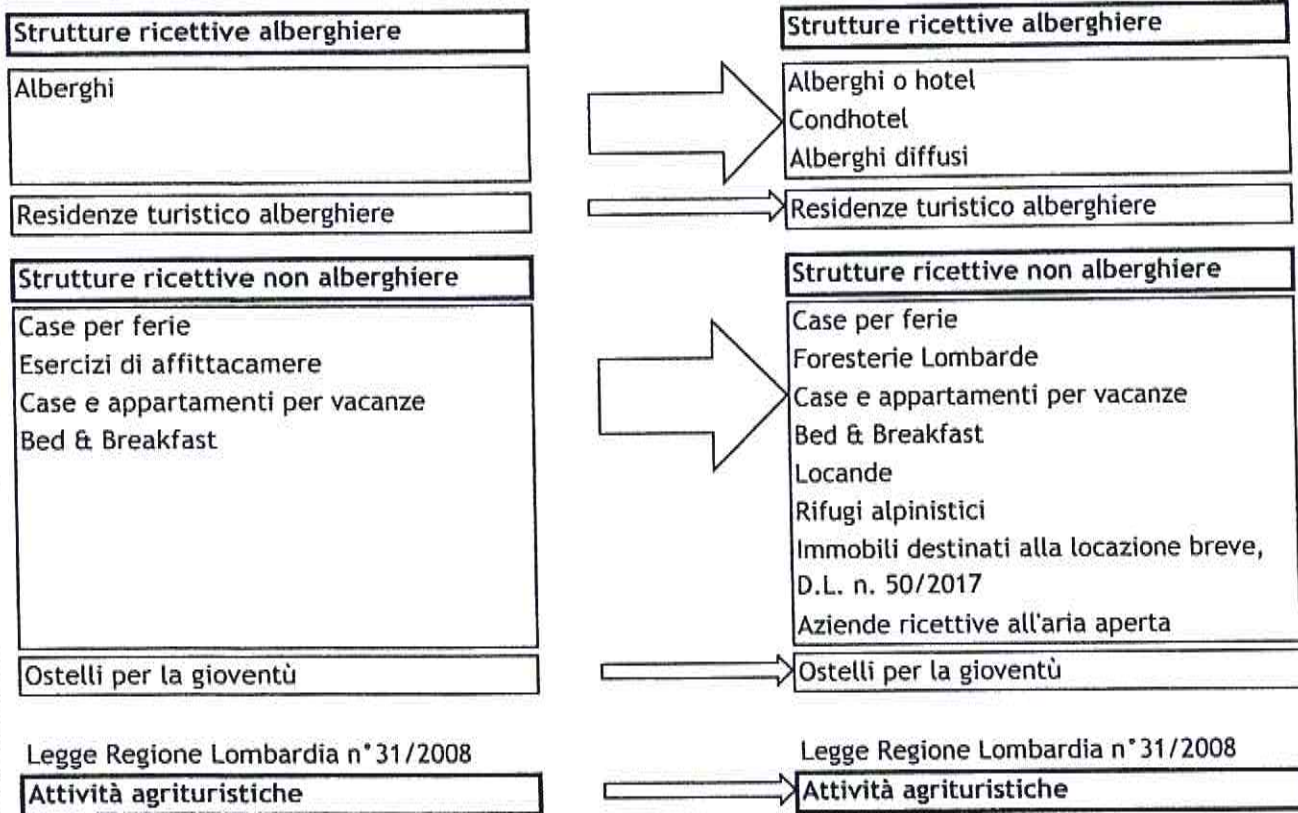 Strutture ricettive alberghiere
Alberghi
Residenze turistico alberghiere
Strutture ricettive non alberghiere
Case per ferie
Esercizi di affittacamere
Case e appartamenti per vacanze
Bed & Breakfast
Ostelli per la gioventù
Legge Regione Lombardia n°31/2008
Attività agrituristiche
Strutture ricettive alberghiere
Alberghi o hotel
Condhotel
Alberghi diffusi
Residenze turistico alberghiere
Strutture ricettive non alberghiere
Case per ferie
Foresterie Lombarde
Case e appartamenti per vacanze
Bed & Breakfast
Locande
Rifugi alpinistici
Immobili destinati alla locazione breve,
D.L. n. 50/2017
Aziende ricettive all'aria aperta
Ostelli per la gioventù
Legge Regione Lombardia n°31/2008
Attività agrituristiche